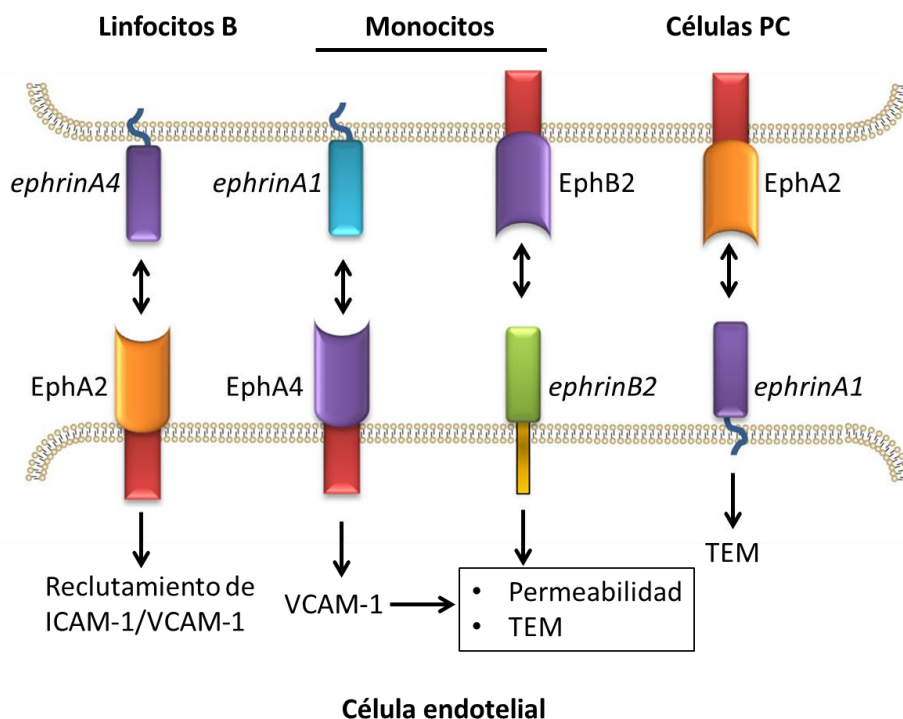 Linfocitos B
Monocitos
Células PC
ephrinA4
ephrinA1
EphB2
EphA2
EphA2
EphA4
ephrinB2
ephrinA1
Reclutamiento de
ICAM-1/VCAM-1
VCAM-1
• Permeabilidad
• TEM
TEM
Célula endotelial